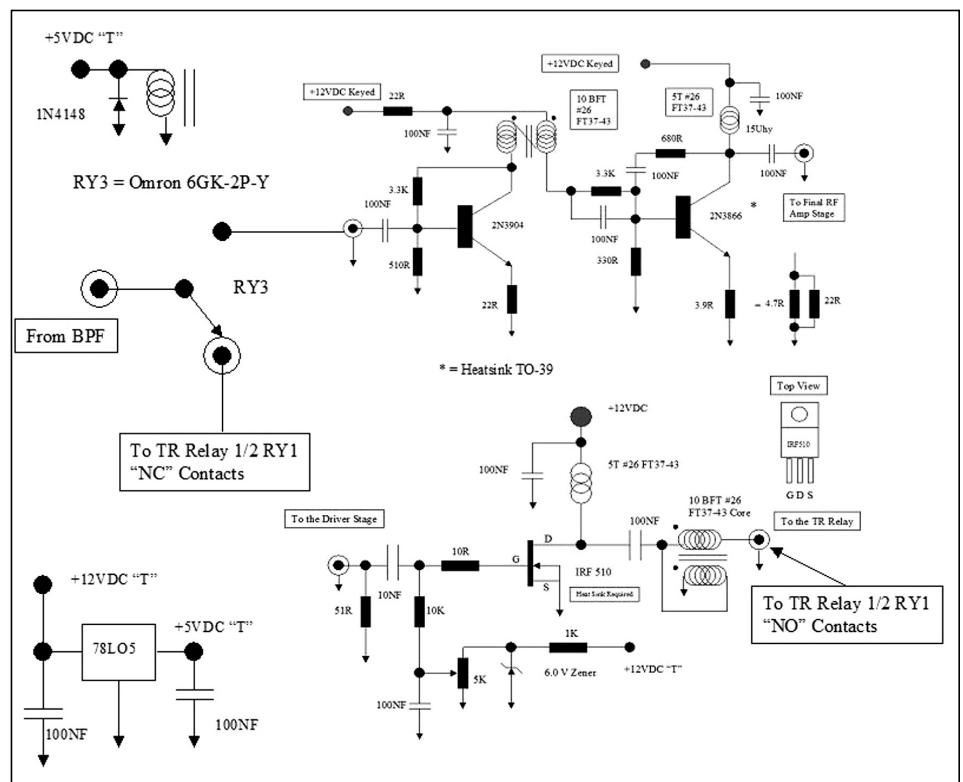 +5VDC "T"
1N4148
RY3 = Omron 6GK-2P-Y
RY3
From BPF
To TR Relay 1/2 RY1
"NC" Contacts
+12VDC Keyed
22R
100NF
10 BFT
#26
FT37-43
3.3K
100NF
510R
2N3904
22R
+12VDC Keyed
5T #26
FT37-43
100NF
15Uhy
680R
100NF
3.3K
100NF
330R
2N3866
*
100NF
To Final RF
Amp Stage
3.9R
=
4.7R
22R
* = Heatsink TO-39
Top View
IRF510
G D S
+12VDC
100NF
5T #26 FT37-43
To the Driver Stage
51R
10NF
10R
10K
100NF
5K
G
D
S
IRF 510
Heat Sink Required
100NF
10 BFT #26
FT37-43 Core
To the TR Relay
To TR Relay 1/2 RY1
"NO" Contacts
1K
6.0 V Zener
+12VDC "T"
+12VDC "T"
78LO5
+5VDC "T"
100NF
100NF